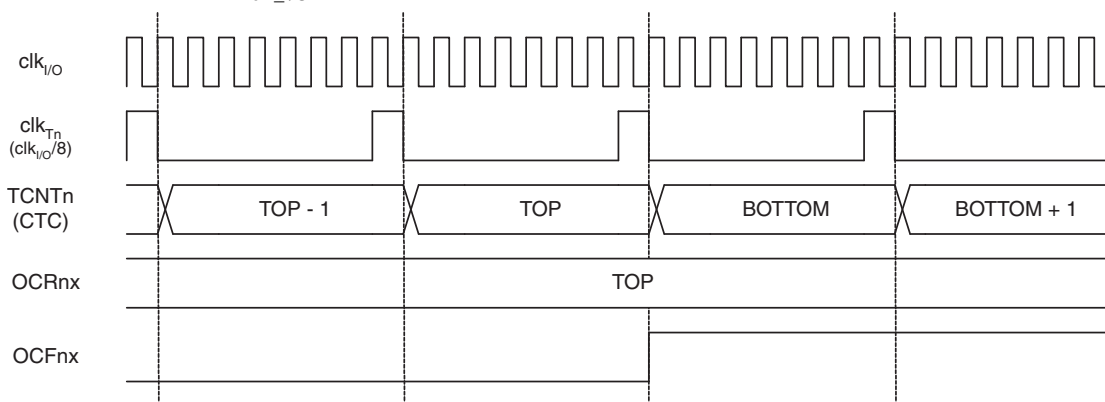 clkI/O
clkTn
(clkI/O/8)
TCNTn
(CTC)
TOP - 1
TOP
BOTTOM
BOTTOM + 1
OCRnx
TOP
OCFnx